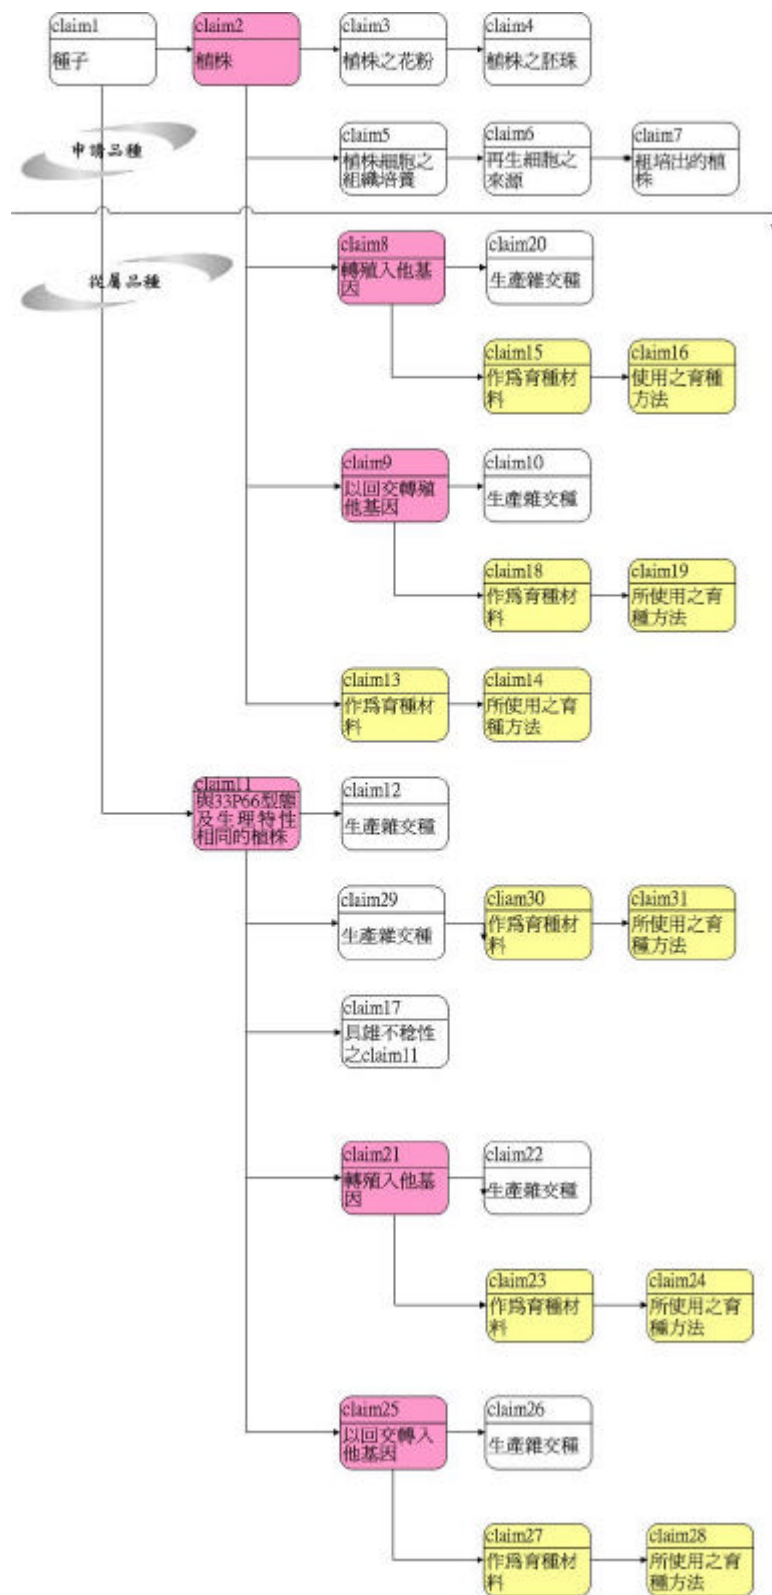 claim1
種子
claim2
植株
claim3
植株之花粉
claim4
植株之胚珠
申請品種
claim5
植株細胞之
組織培養
claim6
再生細胞之
來源
claim7
組培出的植
株
從屬品種
claim8
轉殖入他基
因
claim20
生產雜交種
claim15
作為育種材
料
claim16
使用之育種
方法
claim9
以回交轉殖
他基因
claim10
生產雜交種
claim18
作為育種材
料
claim19
所使用之育
種方法
claim13
作為育種材
料
claim14
所使用之育
種方法
claim11
與33P66型態
及生理特性
相同的植株
claim12
生產雜交種
claim29
生產雜交種
cliam30
作為育種材
料
claim31
所使用之育
種方法
claim17
具雄不稔性
之claim11
claim21
轉殖入他基
因
claim22
生產雜交種
claim23
作為育種材
料
claim24
所使用之育
種方法
claim25
以回交轉入
他基因
claim26
生產雜交種
claim27
作為育種材
料
claim28
所使用之育
種方法